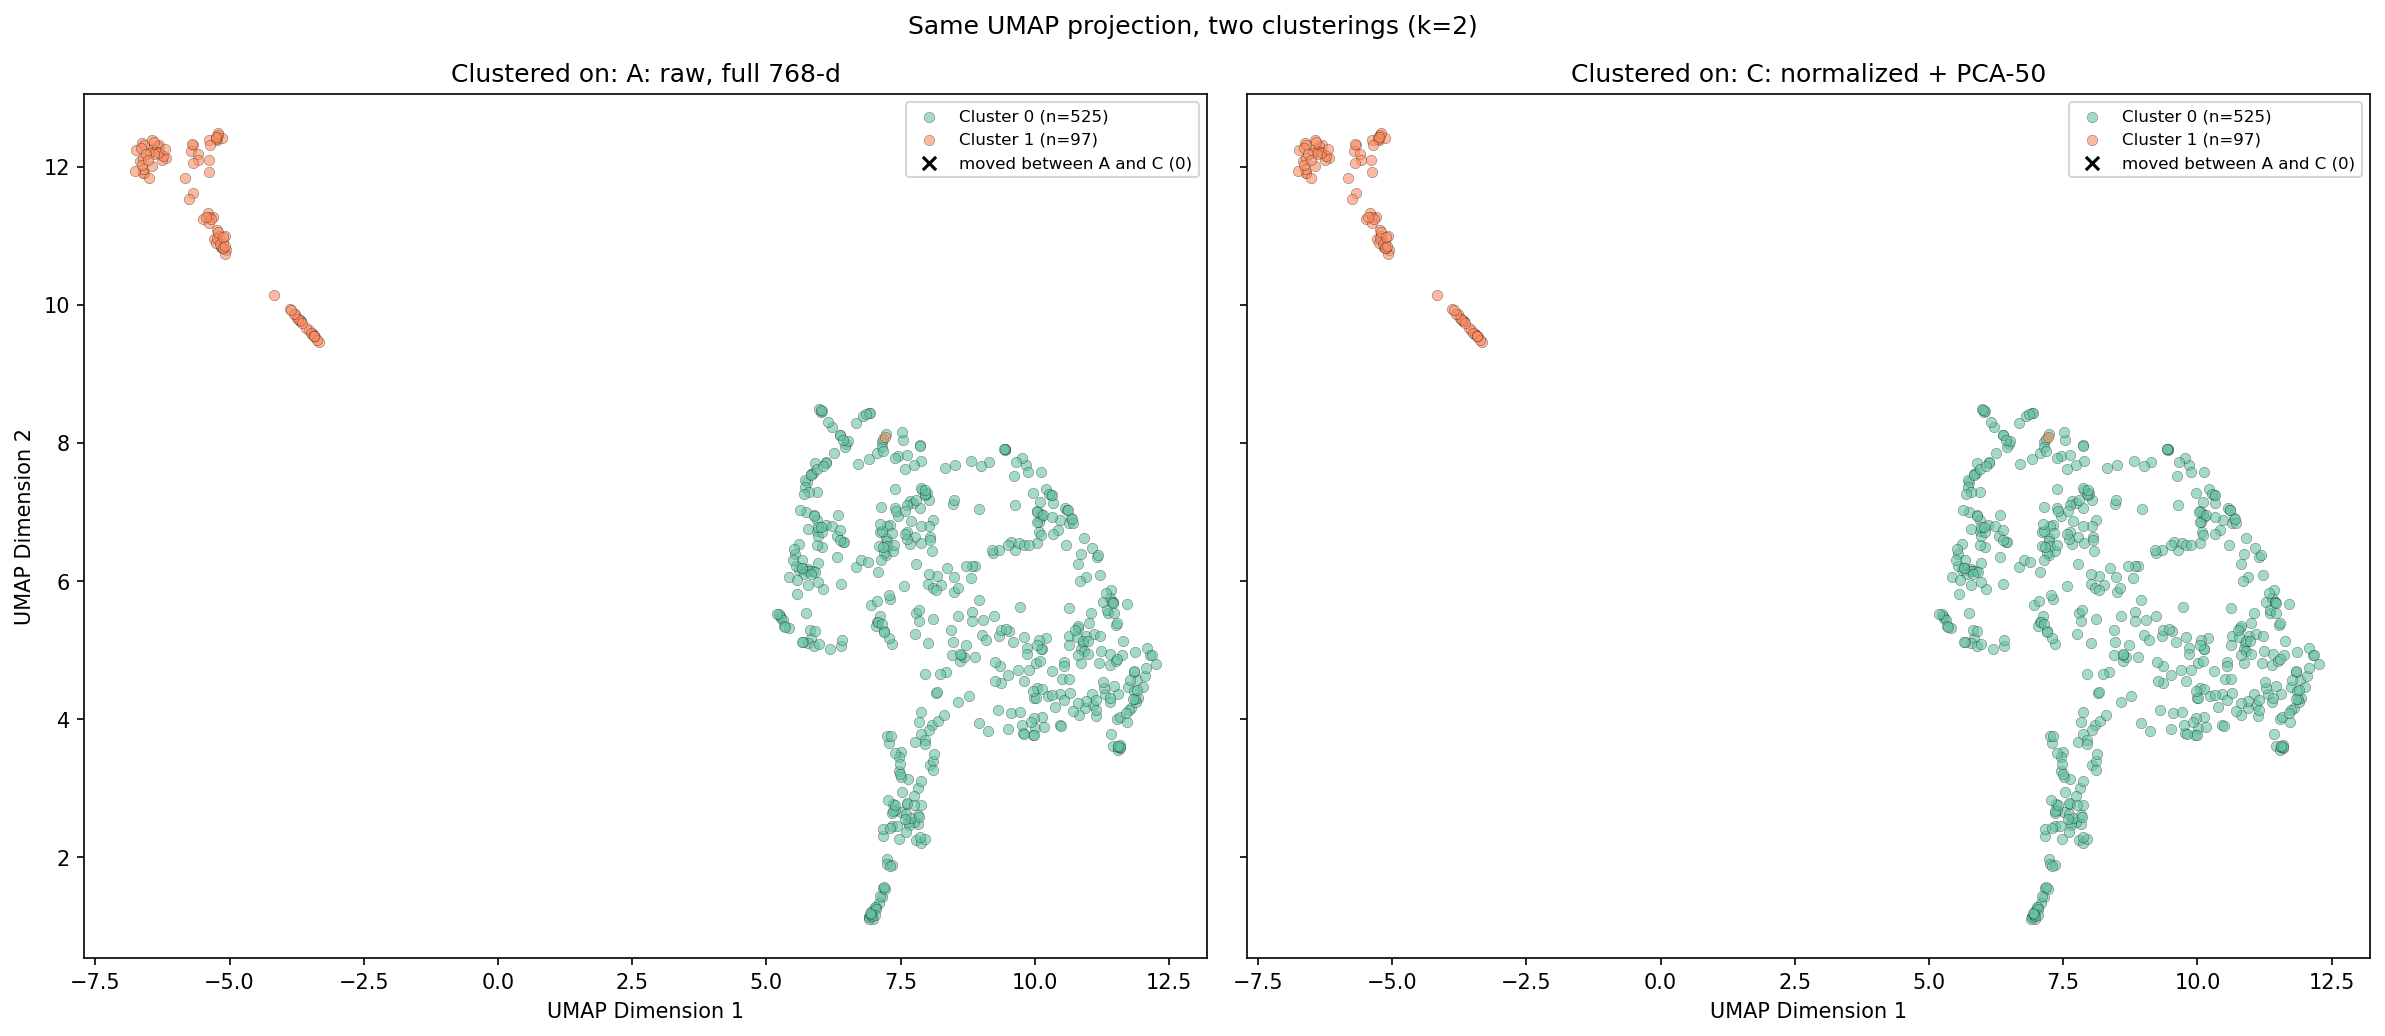 Same UMAP projection, two clusterings (k=2)
Clustered on: A: raw, full 768-d
Cluster 0 (n=525)
Cluster 1 (n=97)
moved between A and C (0)
12
10
8
6
4
2
UMAP Dimension 2
−7.5 −5.0 −2.5 0.0 2.5 5.0 7.5 10.0 12.5
UMAP Dimension 1
Clustered on: C: normalized + PCA-50
Cluster 0 (n=525)
Cluster 1 (n=97)
moved between A and C (0)
−7.5 −5.0 −2.5 0.0 2.5 5.0 7.5 10.0 12.5
UMAP Dimension 1